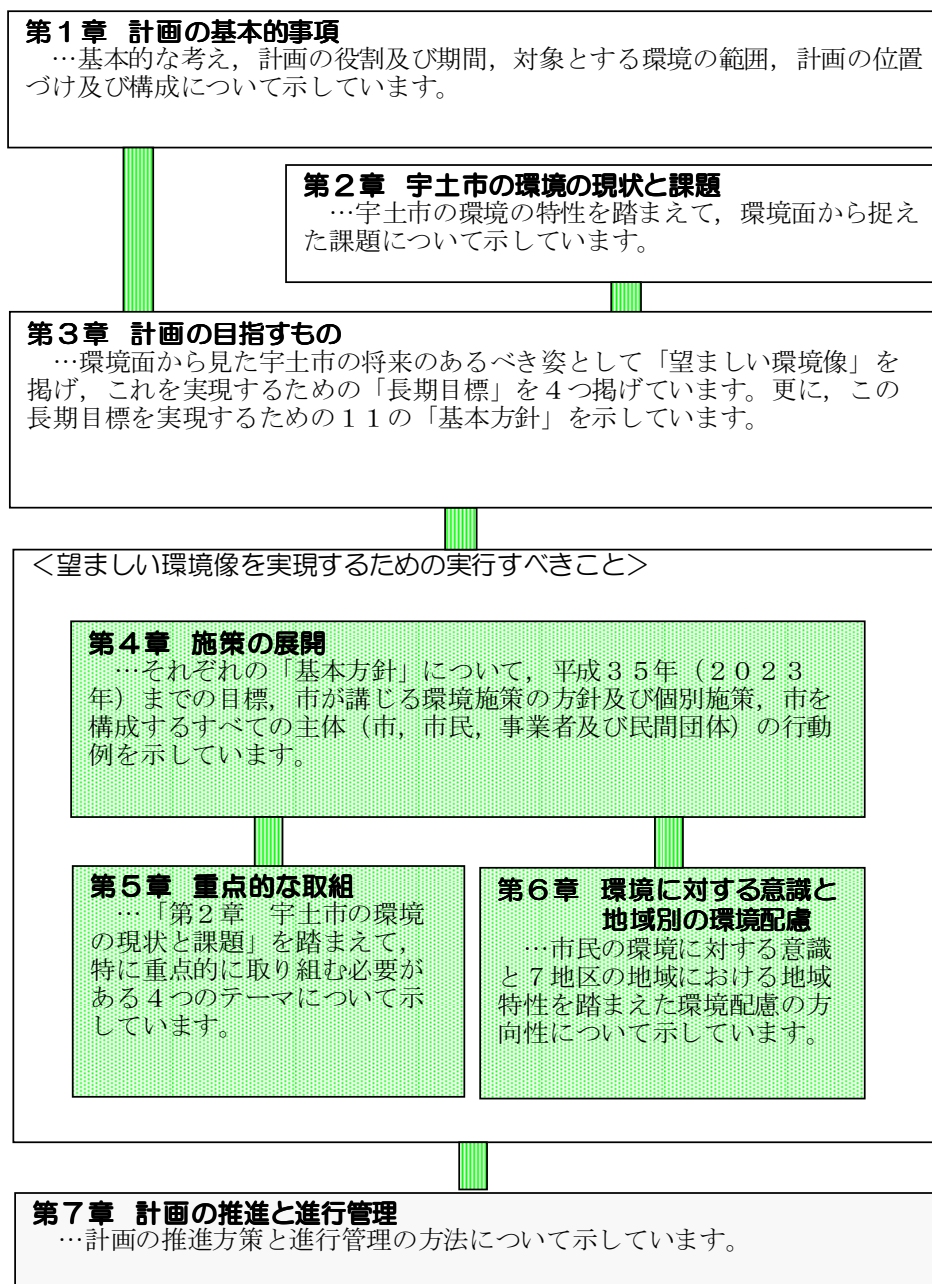 第１章 計画の基本的事項
…基本的な考え，計画の役割及び期間，対象とする環境の範囲，計画の位置
づけ及び構成について示しています。
第２章 宇土市の環境の現状と課題
…宇土市の環境の特性を踏まえて，環境面から捉え
た課題について示しています。
第３章 計画の目指すもの
…環境面から見た宇土市の将来のあるべき姿として「望ましい環境像」を
掲げ，これを実現するための「長期目標」を４つ掲げています。更に，この
長期目標を実現するための１１の「基本方針」を示しています。
＜望ましい環境像を実現するための実行すべきこと＞
第４章 施策の展開
…それぞれの「基本方針」について，平成３５年（２０２３
年）までの目標，市が講じる環境施策の方針及び個別施策，市を
構成するすべての主体（市，市民，事業者及び民間団体）の行動
例を示しています。
第５章 重点的な取組
…「第２章 宇土市の環境
の現状と課題」を踏まえて，
特に重点的に取り組む必要が
ある４つのテーマについて示
しています。
第６章 環境に対する意識と
地域別の環境配慮
…市民の環境に対する意識
と７地区の地域における地域
特性を踏まえた環境配慮の方
向性について示しています。
第７章 計画の推進と進行管理
…計画の推進方策と進行管理の方法について示しています。